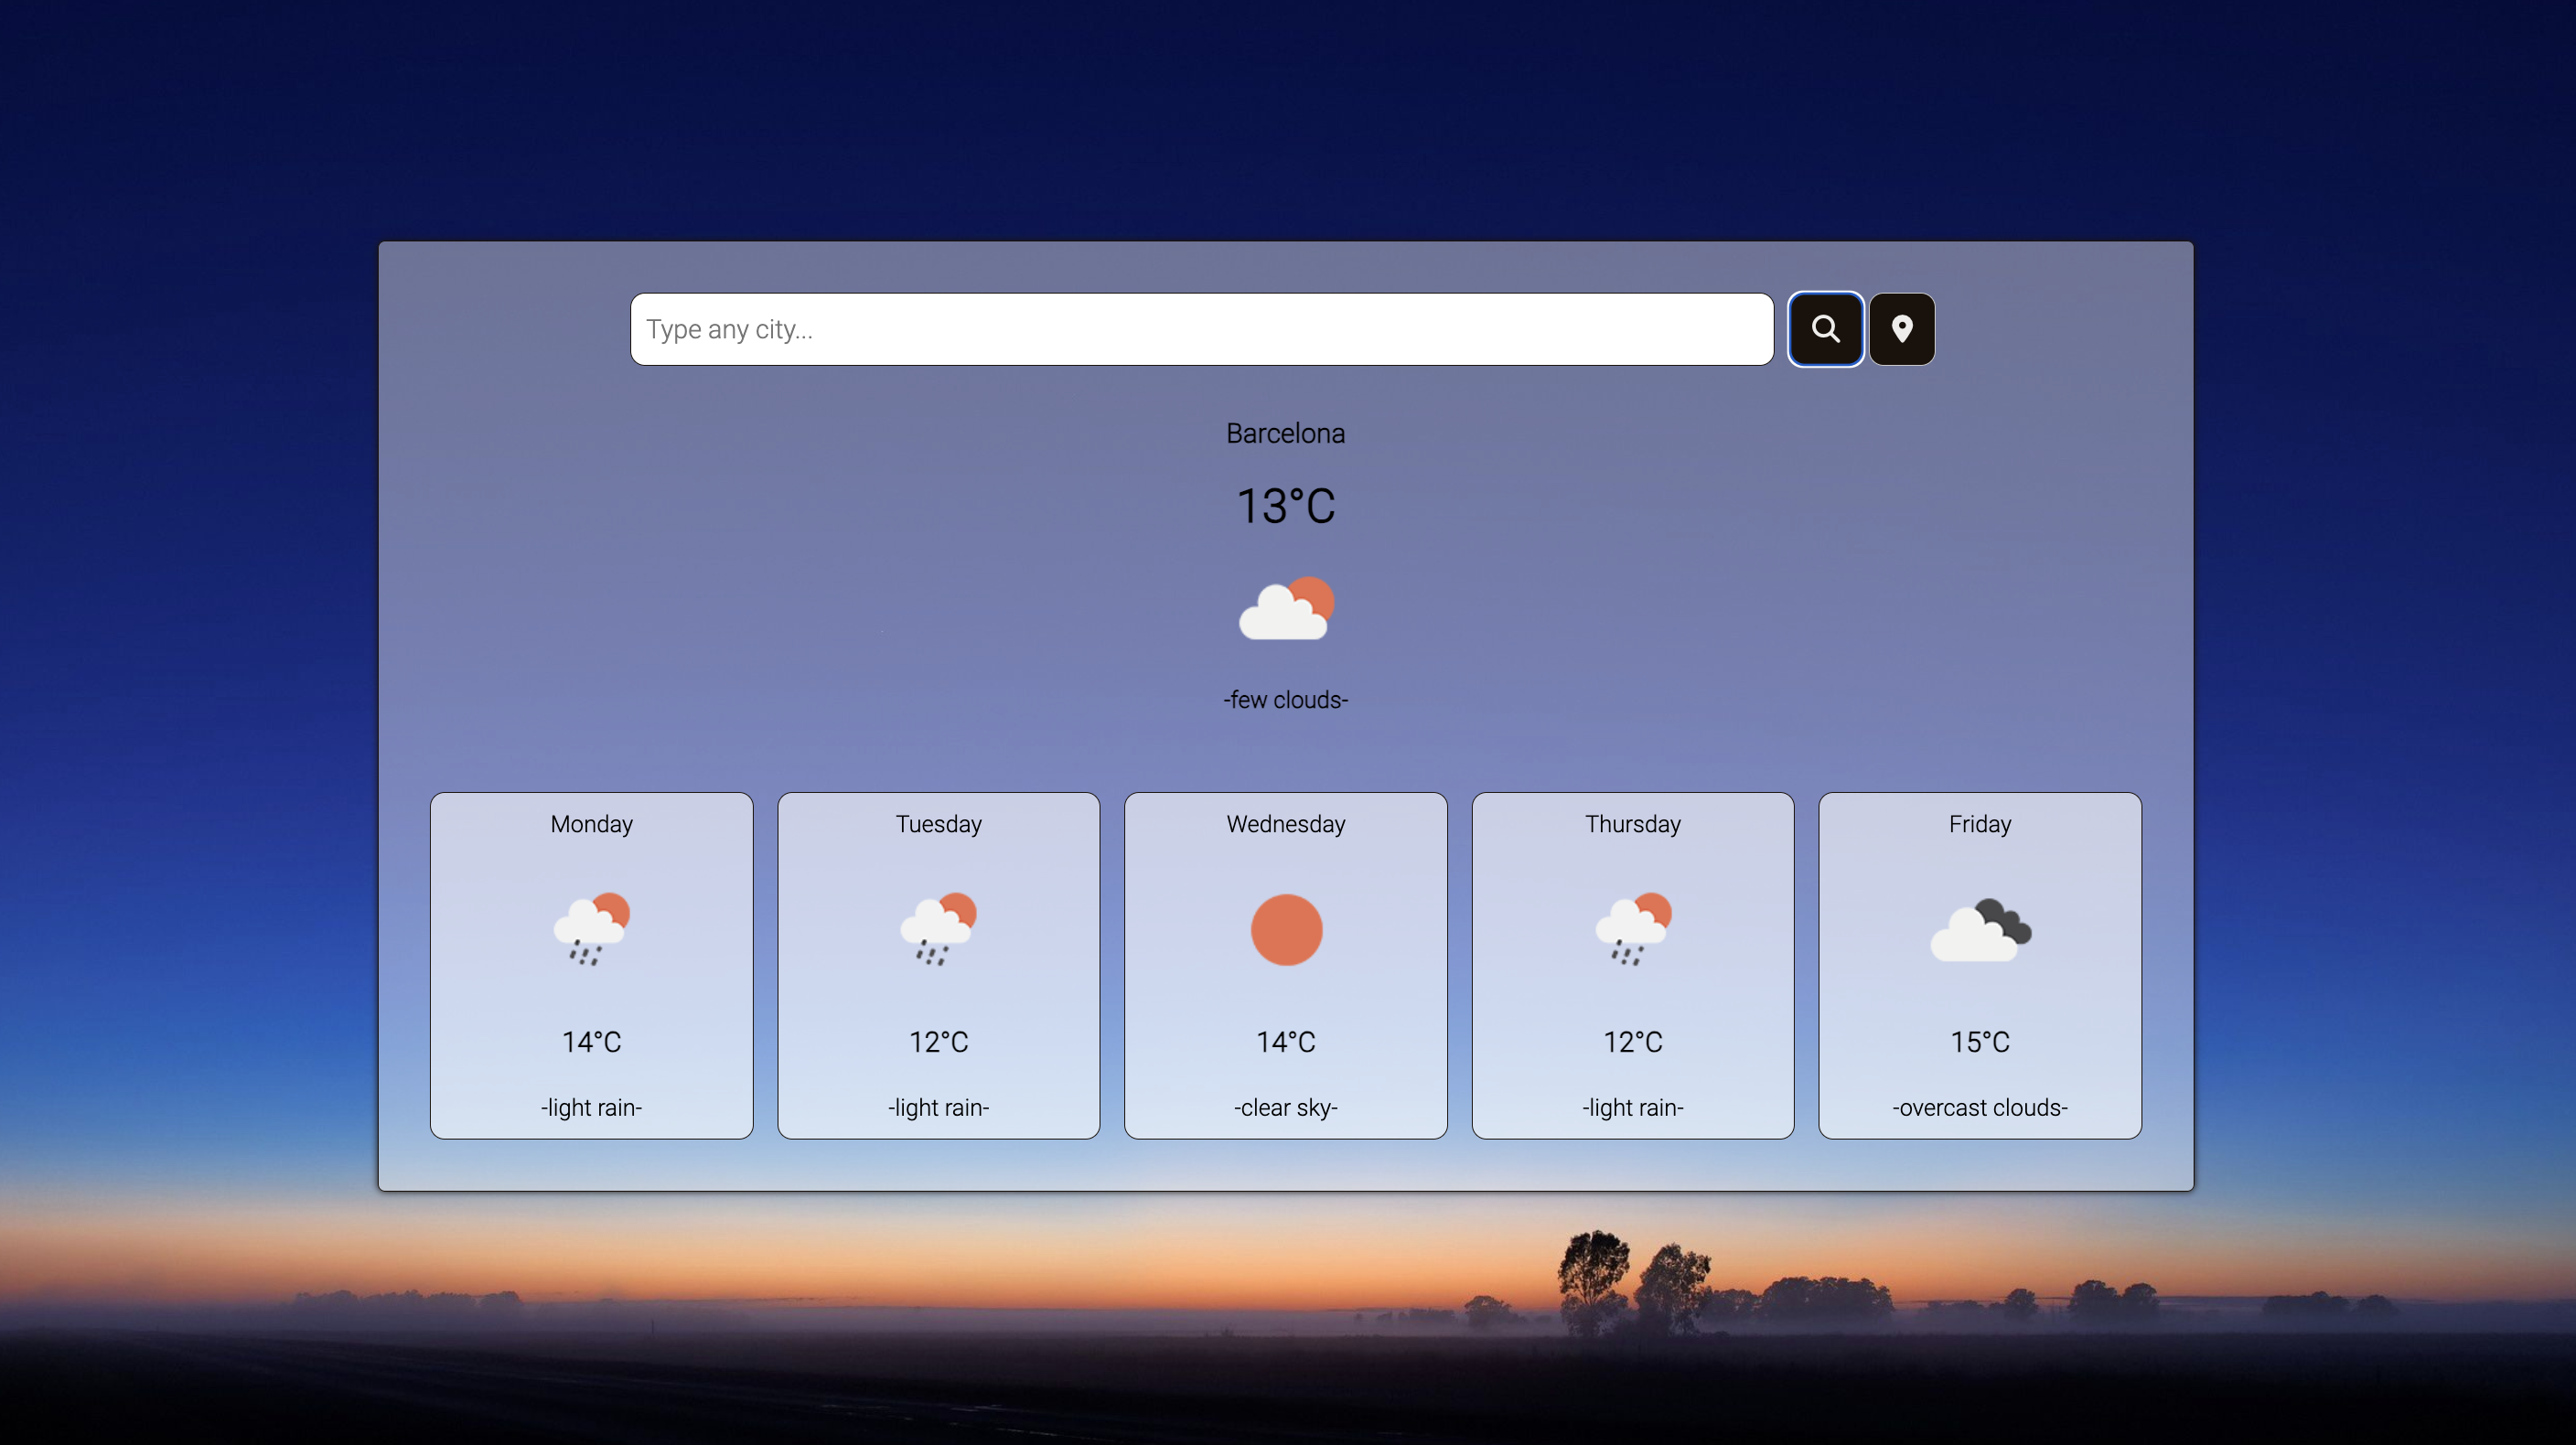 Type any city...
Barcelona
13°C
-few clouds-
Monday
14°C
-light rain-
Tuesday
12°C
-light rain-
Wednesday
14°C
-clear sky-
Thursday
12°C
-light rain-
Friday
15°C
-overcast clouds-